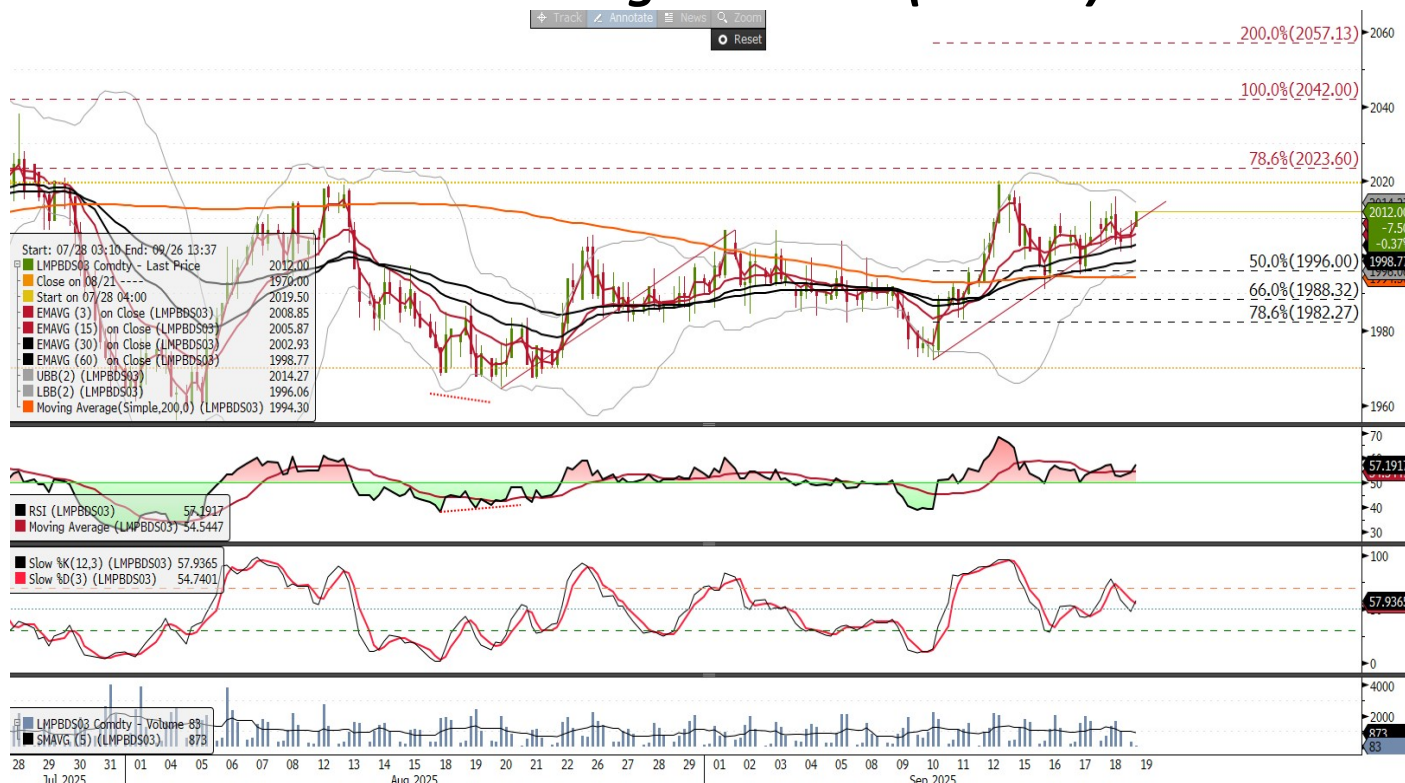 Track Annotate News Zoom
Reset
200.0%(2057.13)
100.0%(2042.00)
78.6%(2023.60)
50.0%(1996.00)
66.0%(1988.32)
78.6%(1982.27)
2060
2040
2020
2012.00
-7.50
-0.37%
1998.77
1980
1960
Start: 07/28 03:10 End: 09/26 13:37
LMPBDS03 Comdty - Last Price 2012.00
Close on 08/21 ---- 1970.00
Start on 07/28 04:00 2019.50
EMAVG (3) on Close (LMPBDS03) 2008.85
EMAVG (15) on Close (LMPBDS03) 2005.87
EMAVG (30) on Close (LMPBDS03) 2002.93
EMAVG (60) on Close (LMPBDS03) 1998.77
UBB(2) (LMPBDS03) 2014.27
LBB(2) (LMPBDS03) 1996.06
Moving Average(Simple,200,0) (LMPBDS03) 1994.30
70
57.1917
50
40
30
RSI (LMPBDS03) 57.1917
Moving Average (LMPBDS03) 54.5447
100
57.9365
0
Slow %K(12,3) (LMPBDS03) 57.9365
Slow %D(3) (LMPBDS03) 54.7401
4000
2000
873
83
LMPBDS03 Comdty - Volume 83
SMAVG (5) (LMPBDS03) 873
28 29 30 31 01 04 05 06 07 08 12 13 14 15 18 19 20 21 22 26 27 28 29 01 02 03 04 05 08 09 10 11 12 15 16 17 18 19
Jul 2025 Aug 2025 Sep 2025